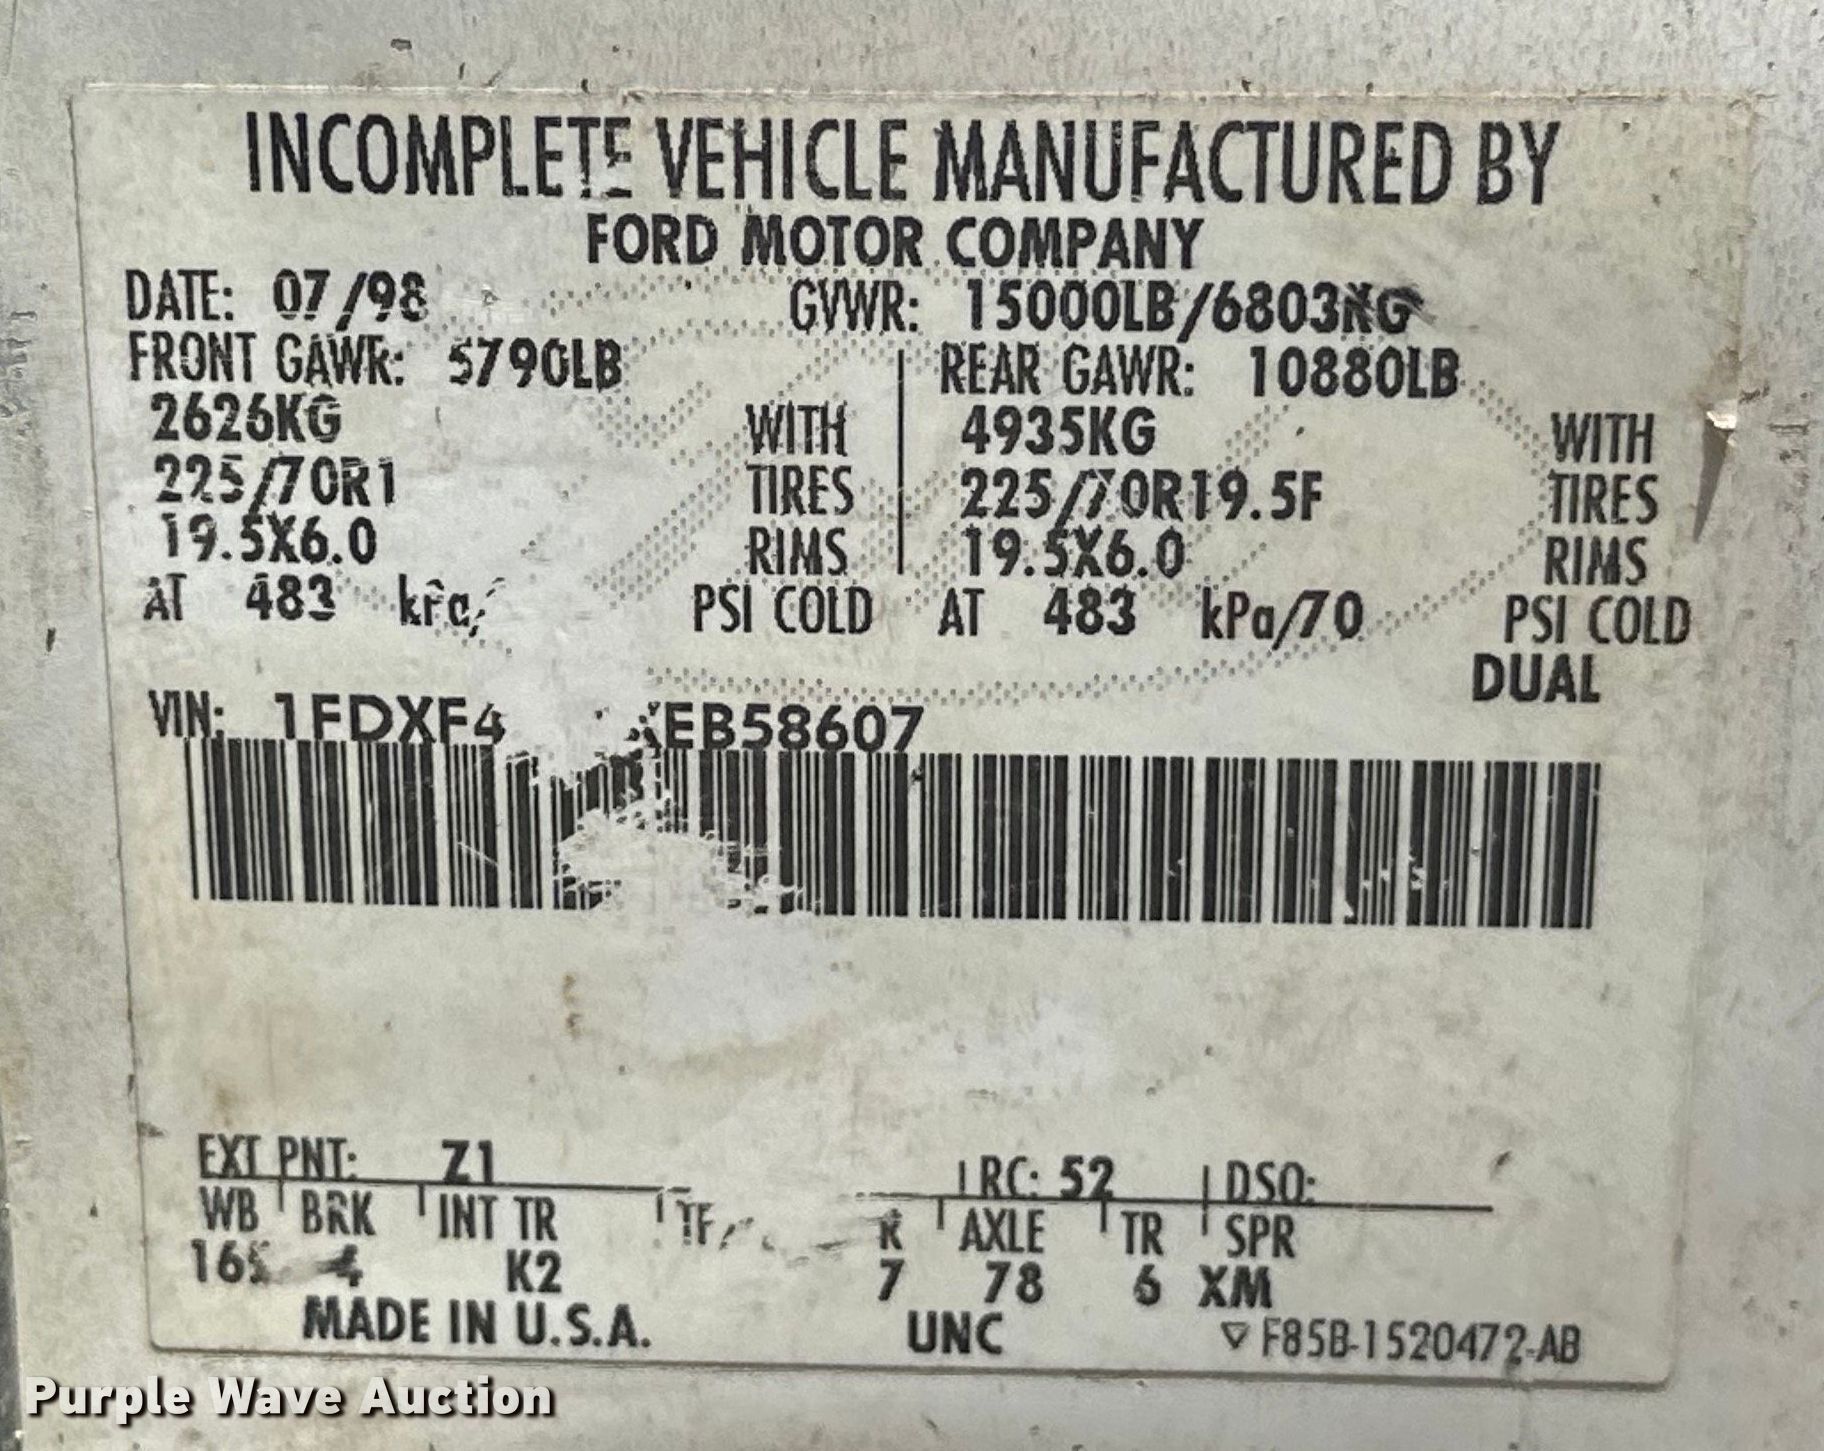 INCOMPLETE VEHICLE MANUFACTURED BY
FORD MOTOR COMPANY
DATE: 07/98 GVWR: 15000LB/6803KG
FRONT GAWR: 5790LB REAR GAWR: 10880LB
2626KG WITH 4935KG WITH
225/70R1 TIRES 225/70R19.5F TIRES
19.5X6.0 RIMS 19.5X6.0 RIMS
AT 483 kPa/ PSI COLD AT 483 kPa/70 PSI COLD
DUAL
VIN: 1FDXF4 XEB58607
EXT PNT: Z1 RC: 52 DSO:
WB BRK INT TR R AXLE TR SPR
4 K2 7 78 6 XM
MADE IN U.S.A. UNC F85B-1520472-AB
Purple Wave Auction